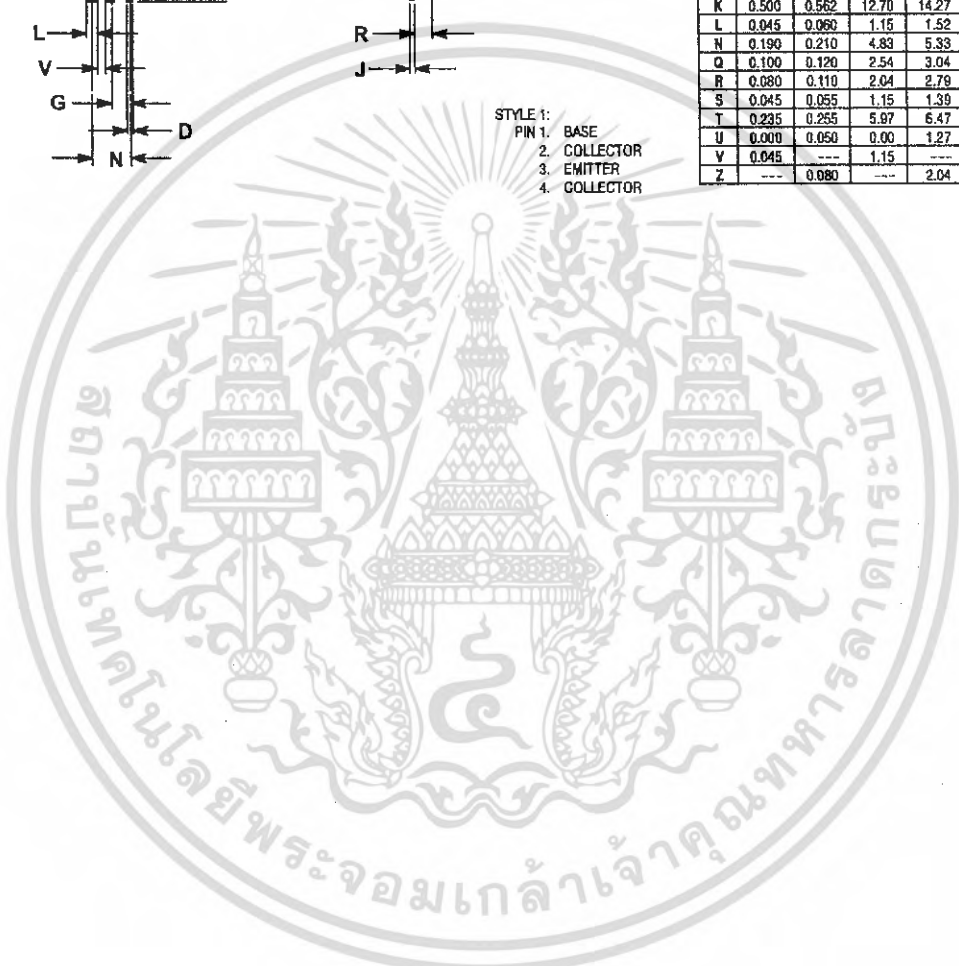 K 0.500 0.562 12.70 14.27
L 0.045 0.060 1.15 1.52
N 0.190 0.210 4.83 5.33
Q 0.100 0.120 2.54 3.04
R 0.080 0.110 2.04 2.79
S 0.045 0.055 1.15 1.39
T 0.235 0.255 5.97 6.47
U 0.000 0.050 0.00 1.27
V 0.045 --- 1.15 ---
Z --- 0.080 --- 2.04
L
V
G
D
N
R
J
STYLE 1:
PIN 1. BASE
2. COLLECTOR
3. EMITTER
4. COLLECTOR
สถาบันเทคโนโลยีพระจอมเกล้าเจ้าคุณทหารลาดกระบัง
๔